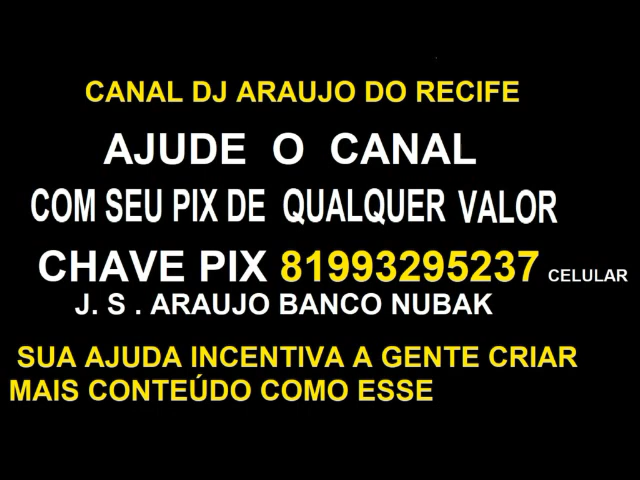 CANAL DJ ARAUJO DO RECIFE
AJUDE O CANAL
COM SEU PIX DE QUALQUER VALOR
CHAVE PIX 81993295237 CELULAR
J. S . ARAUJO BANCO NUBAK
SUA AJUDA INCENTIVA A GENTE CRIAR
MAIS CONTEÚDO COMO ESSE